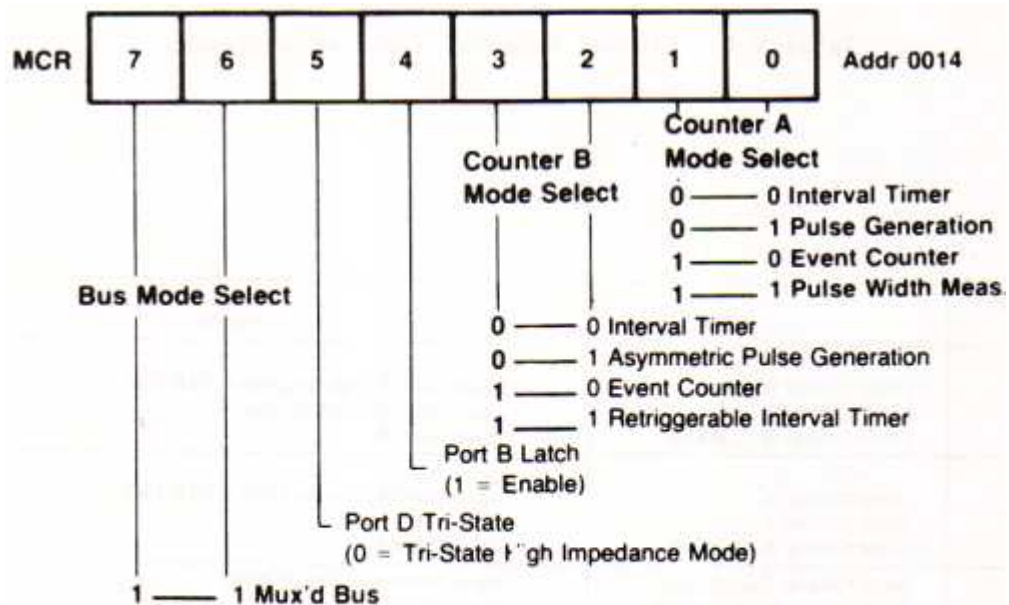 MCR 7 6 5 4 3 2 1 0 Addr 0014
Counter A
Mode Select
0 0 Interval Timer
0 1 Pulse Generation
1 0 Event Counter
1 1 Pulse Width Meas.
Counter B
Mode Select
0 0 Interval Timer
0 1 Asymmetric Pulse Generation
1 0 Event Counter
1 1 Retriggerable Interval Timer
Port B Latch
(1 = Enable)
Port D Tri-State
(0 = Tri-State High Impedance Mode)
Bus Mode Select
1 1 Mux'd Bus